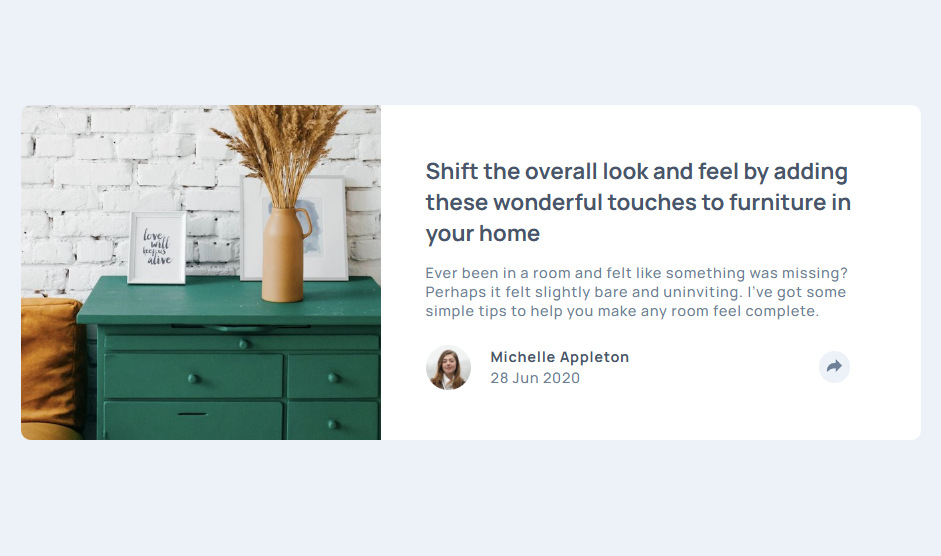 love
will
keep us
alive
Shift the overall look and feel by adding
these wonderful touches to furniture in
your home
Ever been in a room and felt like something was missing?
Perhaps it felt slightly bare and uninviting. I've got some
simple tips to help you make any room feel complete.
Michelle Appleton
28 Jun 2020